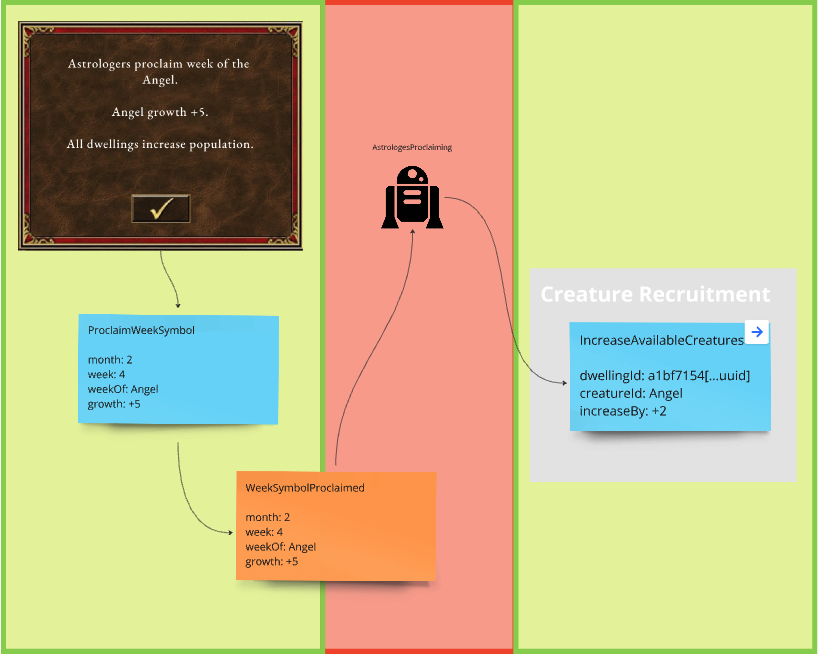 Astrologers proclaim week of the
Angel.
Angel growth +5.
All dwellings increase population.
ProclaimWeekSymbol
month: 2
week: 4
weekOf: Angel
growth: +5
WeekSymbolProclaimed
month: 2
week: 4
weekOf: Angel
growth: +5
AstrologesProclaiming
Creature Recruitment
IncreaseAvailableCreatures
dwellingId: a1bf7154[...uuid]
creatureId: Angel
increaseBy: +2